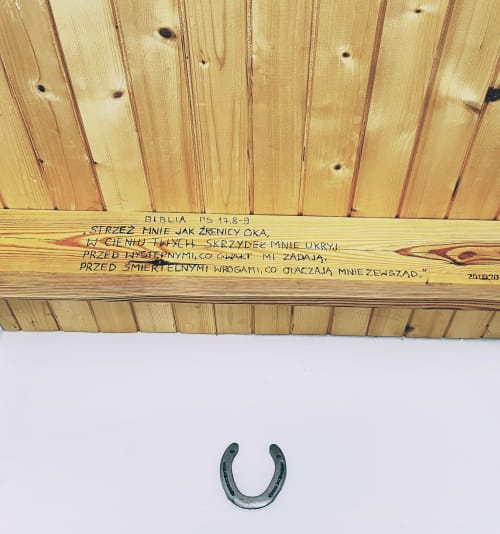 BIBLIA PS 17,8-9
„STRZEŻ MNIE JAK ŹRENICY OKA,
W CIENIU TWYCH SKRZYDEŁ MNIE UKRYJ
PRZED WYSTĘPNYMI, CO GWAŁT MI ZADAJĄ,
PRZED ŚMIERTELNYMI WROGAMI, CO OTACZAJĄ MNIE ZEWSZĄD."